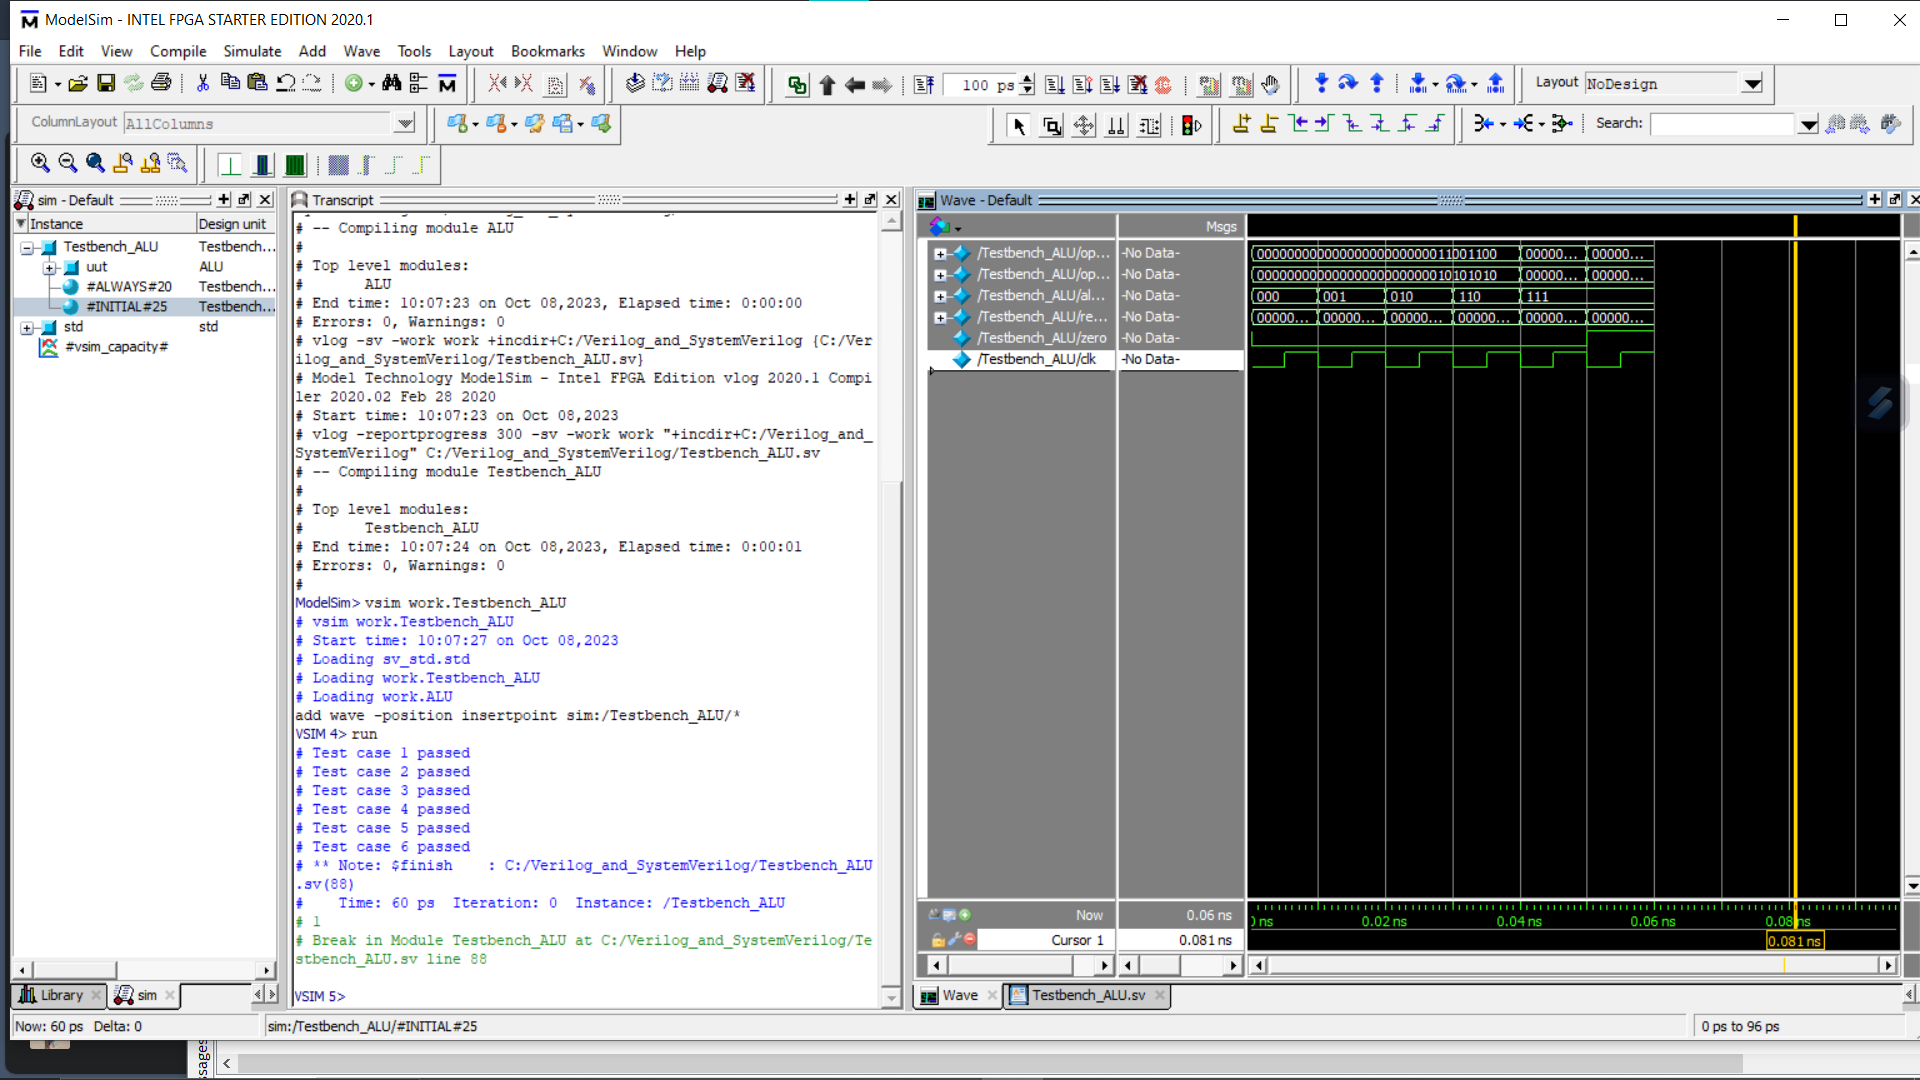 ModelSim - INTEL FPGA STARTER EDITION 2020.1
File Edit View Compile Simulate Add Wave Tools Layout Bookmarks Window Help
100 ps
Layout NoDesign
ColumnLayout AllColumns
Search:
sim - Default
Instance Design unit
Testbench_ALU Testbench...
uut ALU
#ALWAYS#20 Testbench...
#INITIAL#25 Testbench...
std std
#vsim_capacity#
Library sim
Transcript
# -- Compiling module ALU
#
# Top level modules:
# ALU
# End time: 10:07:23 on Oct 08,2023, Elapsed time: 0:00:00
# Errors: 0, Warnings: 0
# vlog -sv -work work +incdir+C:/Verilog_and_SystemVerilog {C:/Ver
ilog_and_SystemVerilog/Testbench_ALU.sv}
# Model Technology ModelSim - Intel FPGA Edition vlog 2020.1 Compi
ler 2020.02 Feb 28 2020
# Start time: 10:07:23 on Oct 08,2023
# vlog -reportprogress 300 -sv -work work "+incdir+C:/Verilog_and_
SystemVerilog" C:/Verilog_and_SystemVerilog/Testbench_ALU.sv
# -- Compiling module Testbench_ALU
#
# Top level modules:
# Testbench_ALU
# End time: 10:07:24 on Oct 08,2023, Elapsed time: 0:00:01
# Errors: 0, Warnings: 0
#
ModelSim> vsim work.Testbench_ALU
# vsim work.Testbench_ALU
# Start time: 10:07:27 on Oct 08,2023
# Loading sv_std.std
# Loading work.Testbench_ALU
# Loading work.ALU
add wave -position insertpoint sim:/Testbench_ALU/*
VSIM 4> run
# Test case 1 passed
# Test case 2 passed
# Test case 3 passed
# Test case 4 passed
# Test case 5 passed
# Test case 6 passed
# ** Note: $finish : C:/Verilog_and_SystemVerilog/Testbench_ALU
.sv(88)
# Time: 60 ps Iteration: 0 Instance: /Testbench_ALU
# 1
# Break in Module Testbench_ALU at C:/Verilog_and_SystemVerilog/Te
stbench_ALU.sv line 88
VSIM 5>
Wave - Default
Msgs
/Testbench_ALU/op... -No Data- 00000000000000000000000011001100 00000... 00000...
/Testbench_ALU/op... -No Data- 00000000000000000000000010101010 00000... 00000...
/Testbench_ALU/al... -No Data- 000 001 010 110 111
/Testbench_ALU/re... -No Data- 00000... 00000... 00000... 00000... 00000... 00000...
/Testbench_ALU/zero -No Data-
/Testbench_ALU/clk -No Data-
Now 0.06 ns
ns 0.02 ns 0.04 ns 0.06 ns 0.08 ns
Cursor 1 0.081 ns
0.081 ns
Wave Testbench_ALU.sv
Now: 60 ps Delta: 0 sim:/Testbench_ALU/#INITIAL#25 0 ps to 96 ps